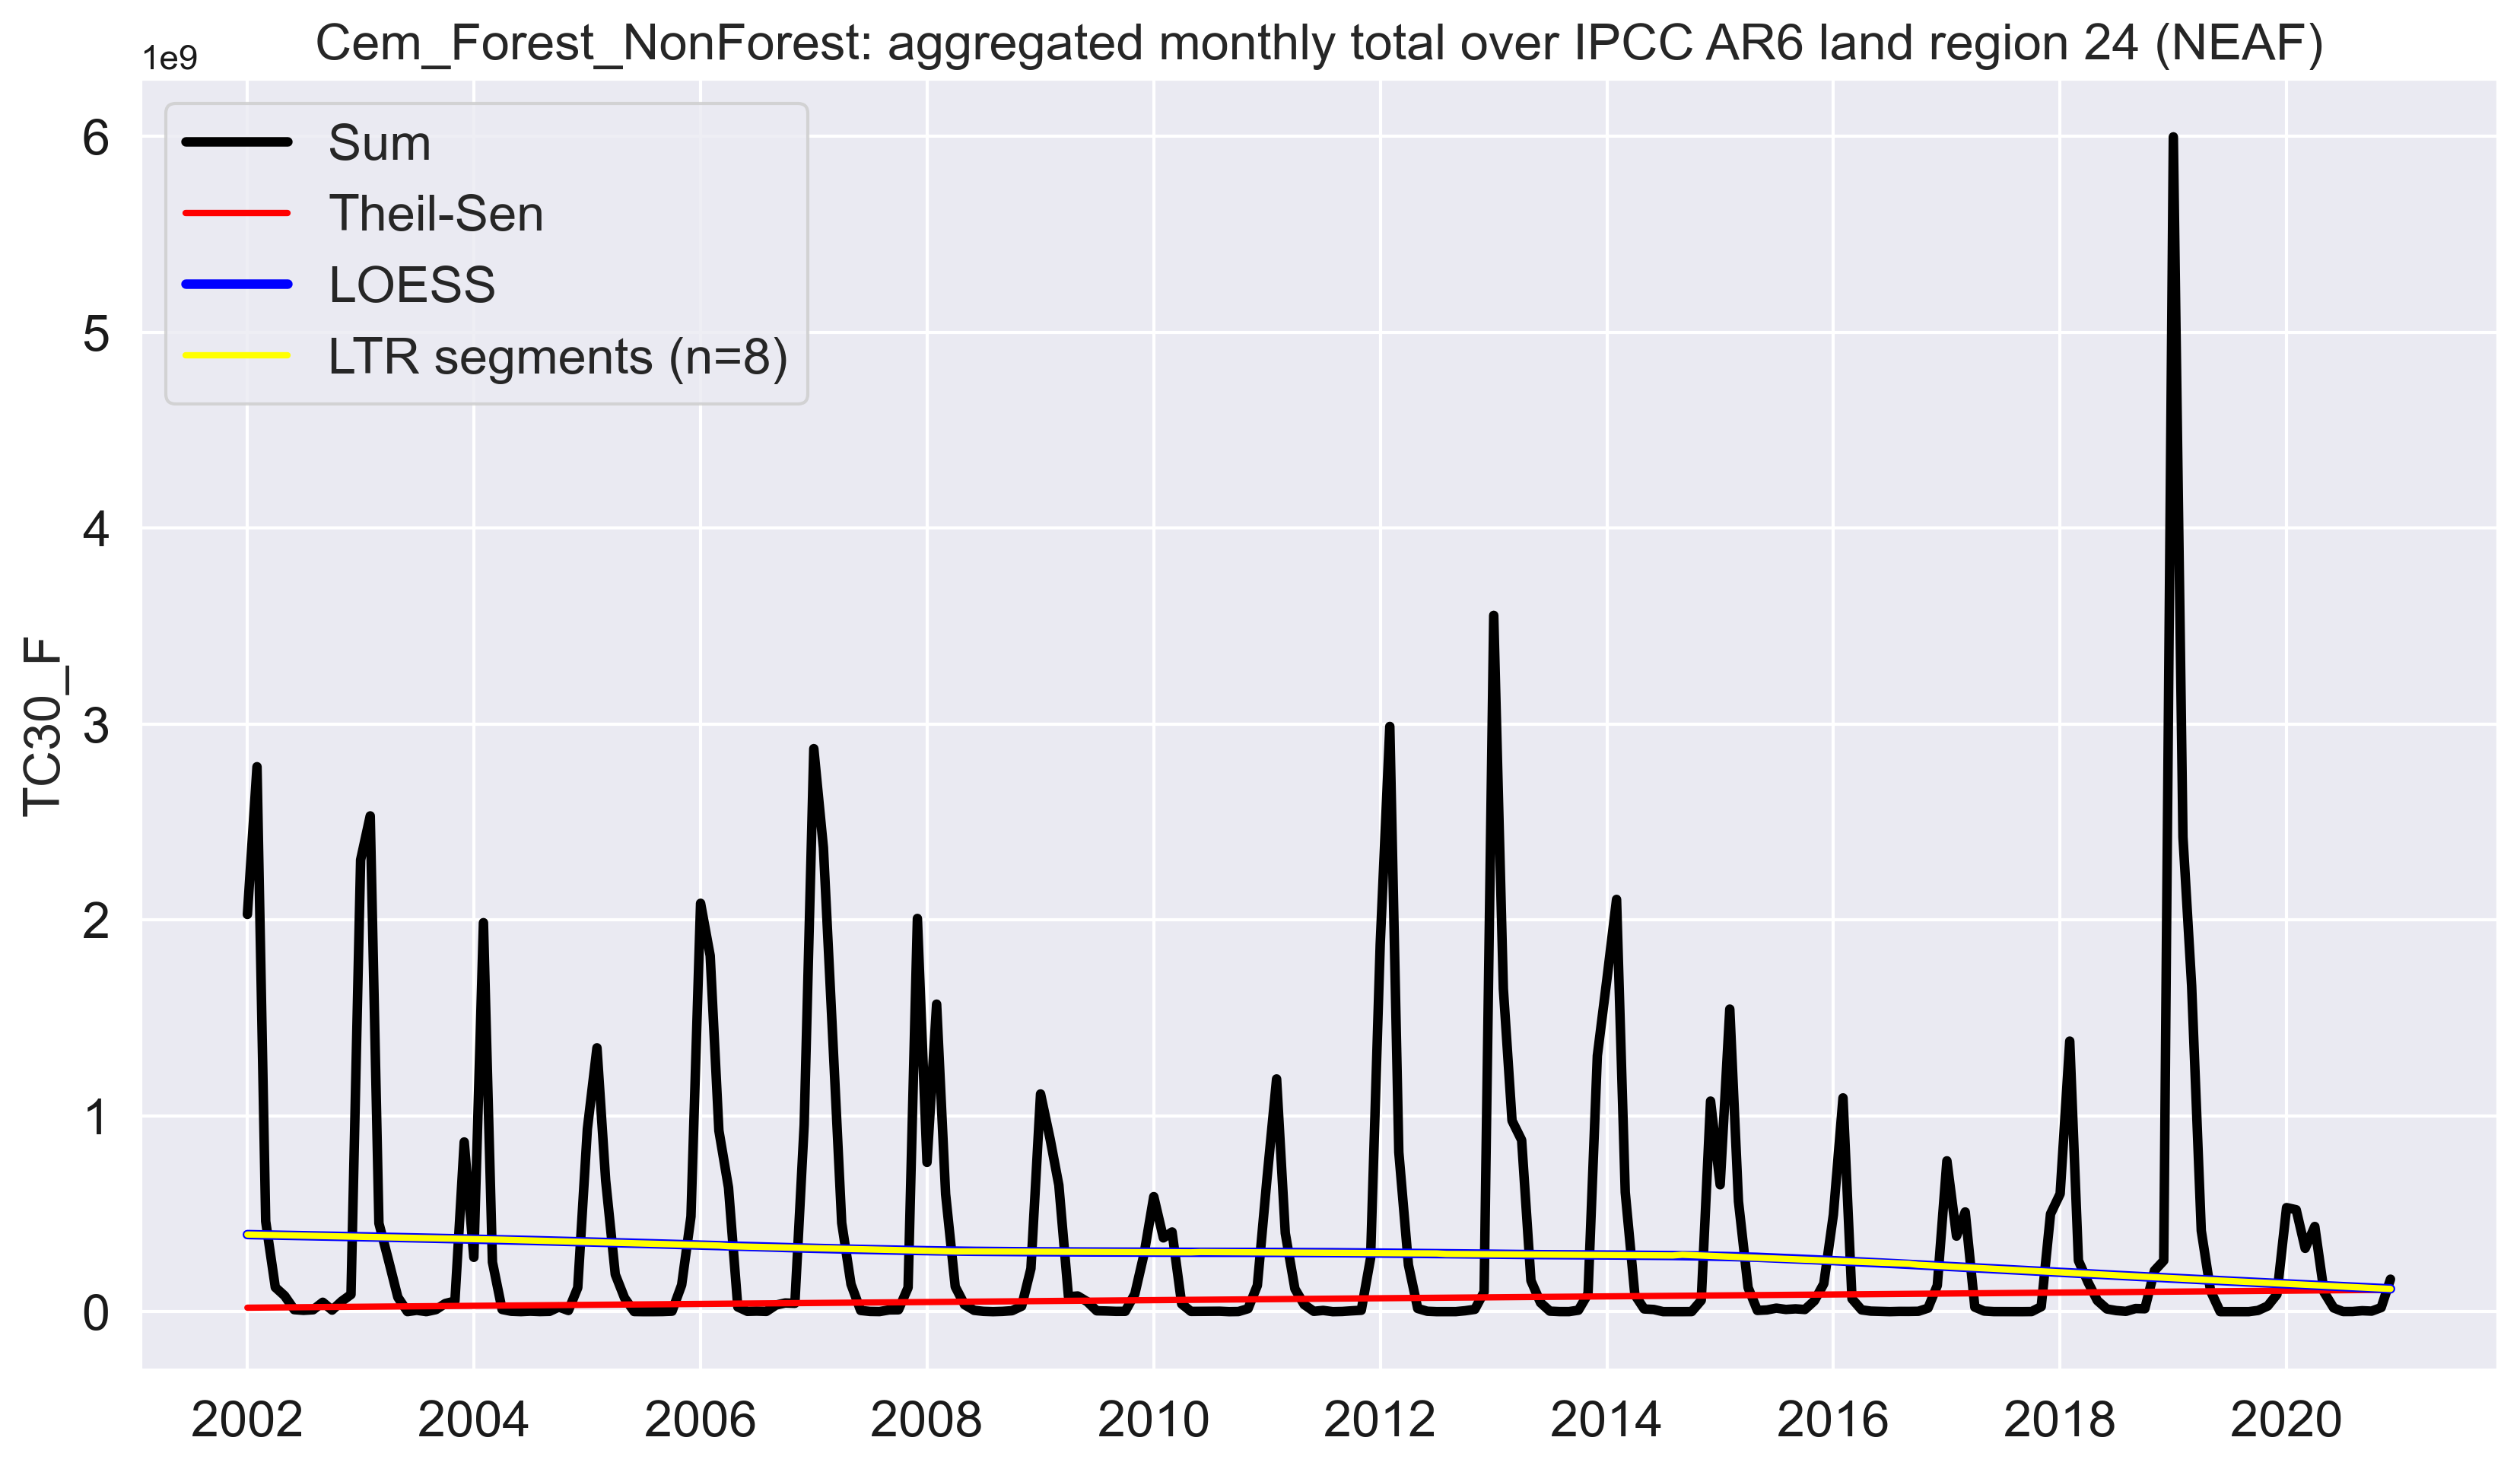 Cem_Forest_NonForest: aggregated monthly total over IPCC AR6 land region 24 (NEAF)
1e9
Sum
Theil-Sen
LOESS
LTR segments (n=8)
TC30_F
6
5
4
3
2
1
0
2002 2004 2006 2008 2010 2012 2014 2016 2018 2020